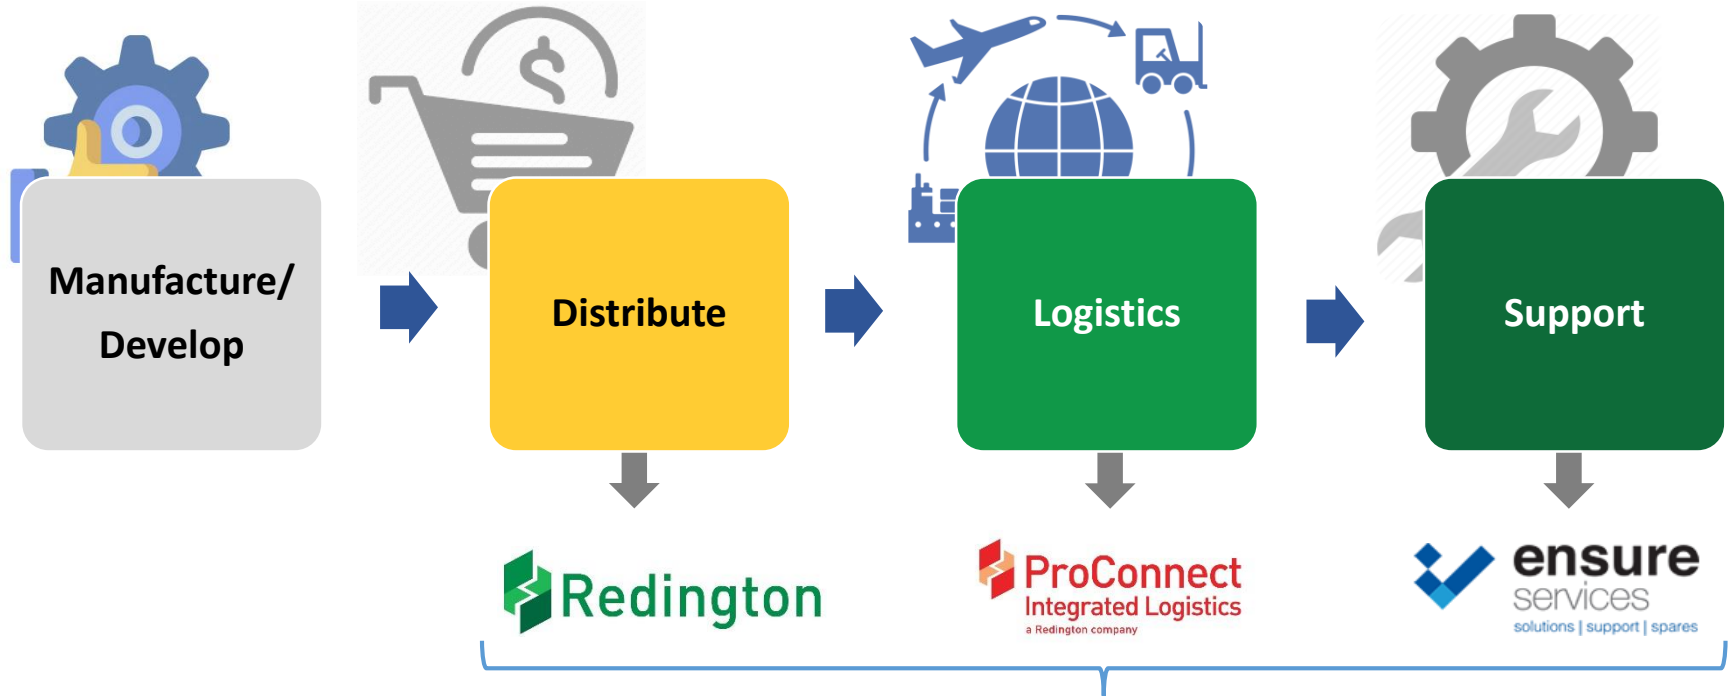 $
Manufacture/
Develop
Distribute
Logistics
Support
Redington
ProConnect
Integrated Logistics
a Redington company
ensure
services
solutions | support | spares